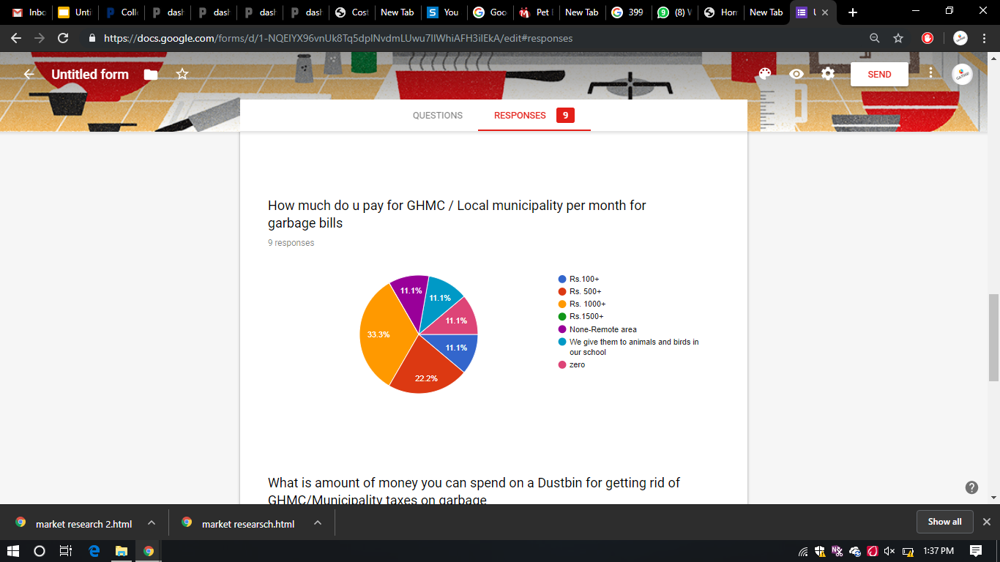 Inbo
Unti
Colle
dash
dash
dash
dash
Cost
New Tab
You
Goo
Pet
New Tab
399
(8)
Hon
New Tab
https://docs.google.com/forms/d/1-NQEIYX96vnUk8Tq5dpINvdmLUwu7IIWhiAFH3ilEkA/edit#responses
Untitled form
SEND
QUESTIONS
RESPONSES 9
How much do u pay for GHMC / Local municipality per month for
garbage bills
9 responses
11.1%
11.1%
11.1%
33.3%
11.1%
22.2%
Rs.100+
Rs. 500+
Rs. 1000+
Rs.1500+
None-Remote area
We give them to animals and birds in
our school
zero
What is amount of money you can spend on a Dustbin for getting rid of
GHMC/Municipality taxes on garbage
market research 2.html
market researsch.html
Show all
1:37 PM